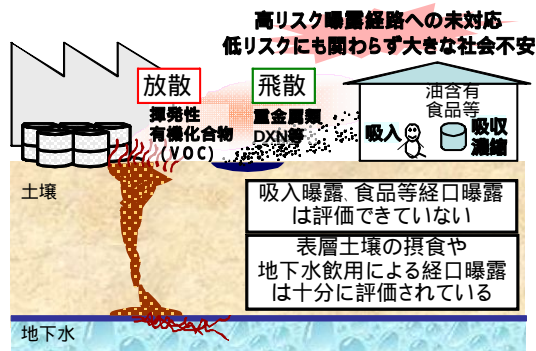 高リスク曝露経路への未対応
低リスクにも関わらず大きな社会不安
放散
飛散
揮発性
有機化合物
(VOC)
重金属類
DXN等
油含有
食品等
吸入
吸収
濃縮
土壌
吸入曝露、食品等経口曝露
は評価できていない
表層土壌の摂食や
地下水飲用による経口曝露
は十分に評価されている
地下水